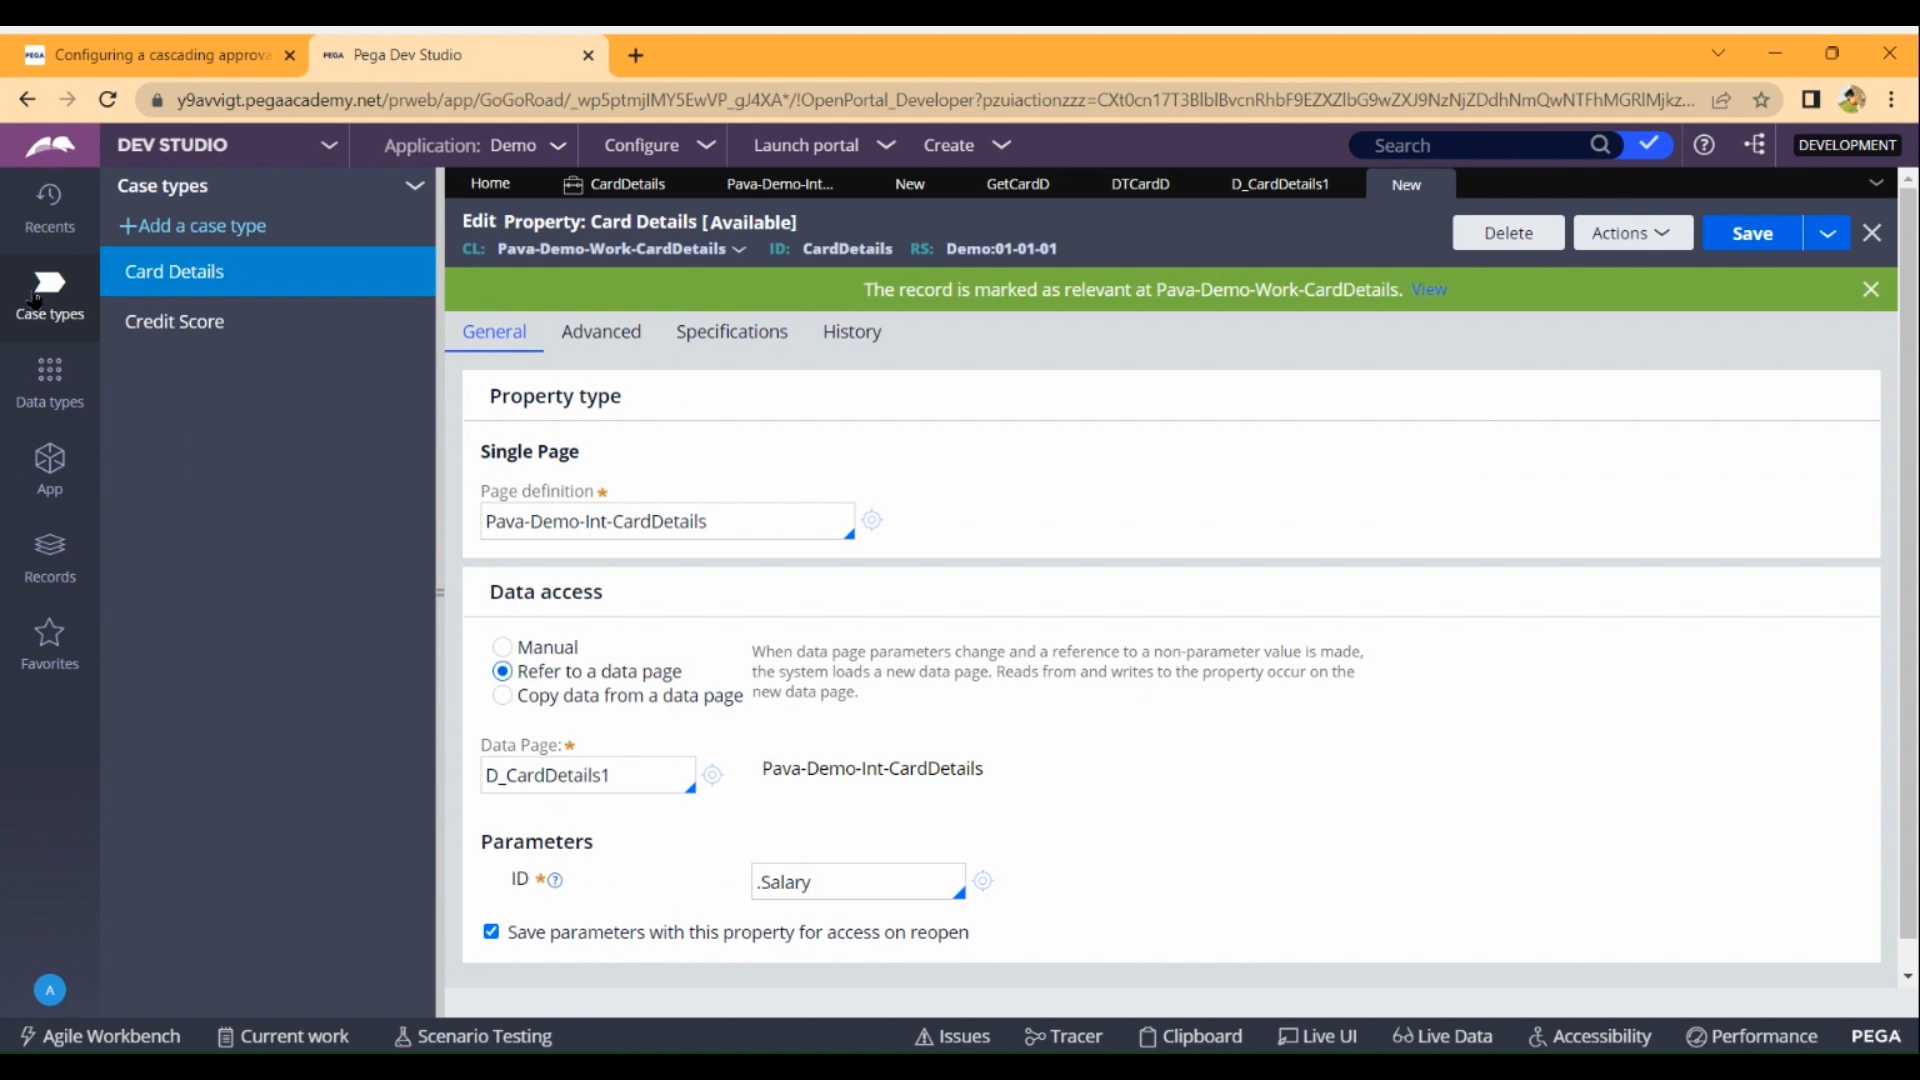 PEGA Configuring a cascading approva
PEGA Pega Dev Studio
y9avvigt.pegaacademy.net/prweb/app/GoGoRoad/_wp5ptmjIMY5EwVP_gJ4XA*/!OpenPortal_Developer?pzuiactionzzz=
DEV STUDIO
Application: Demo
Configure
Launch portal
Create
Search
DEVELOPMENT
Recents
Case types
Data types
App
Records
Favorites
A
Case types
+Add a case type
Card Details
Credit Score
Home
CardDetails
Pava-Demo-Int...
New
GetCardD
DTCardD
D_CardDetails1
New
Edit Property: Card Details [Available]
CL: Pava-Demo-Work-CardDetails ID: CardDetails RS: Demo:01-01-01
Delete
Actions
Save
The record is marked as relevant at Pava-Demo-Work-CardDetails. View
General
Advanced
Specifications
History
Property type
Single Page
Page definition *
Pava-Demo-Int-CardDetails
Data access
Manual
Refer to a data page
Copy data from a data page
When data page parameters change and a reference to a non-parameter value is made,
the system loads a new data page. Reads from and writes to the property occur on the
new data page.
Data Page: *
D_CardDetails1
Pava-Demo-Int-CardDetails
Parameters
ID *
.Salary
Save parameters with this property for access on reopen
Agile Workbench
Current work
Scenario Testing
Issues
Tracer
Clipboard
Live UI
Live Data
Accessibility
Performance
PEGA